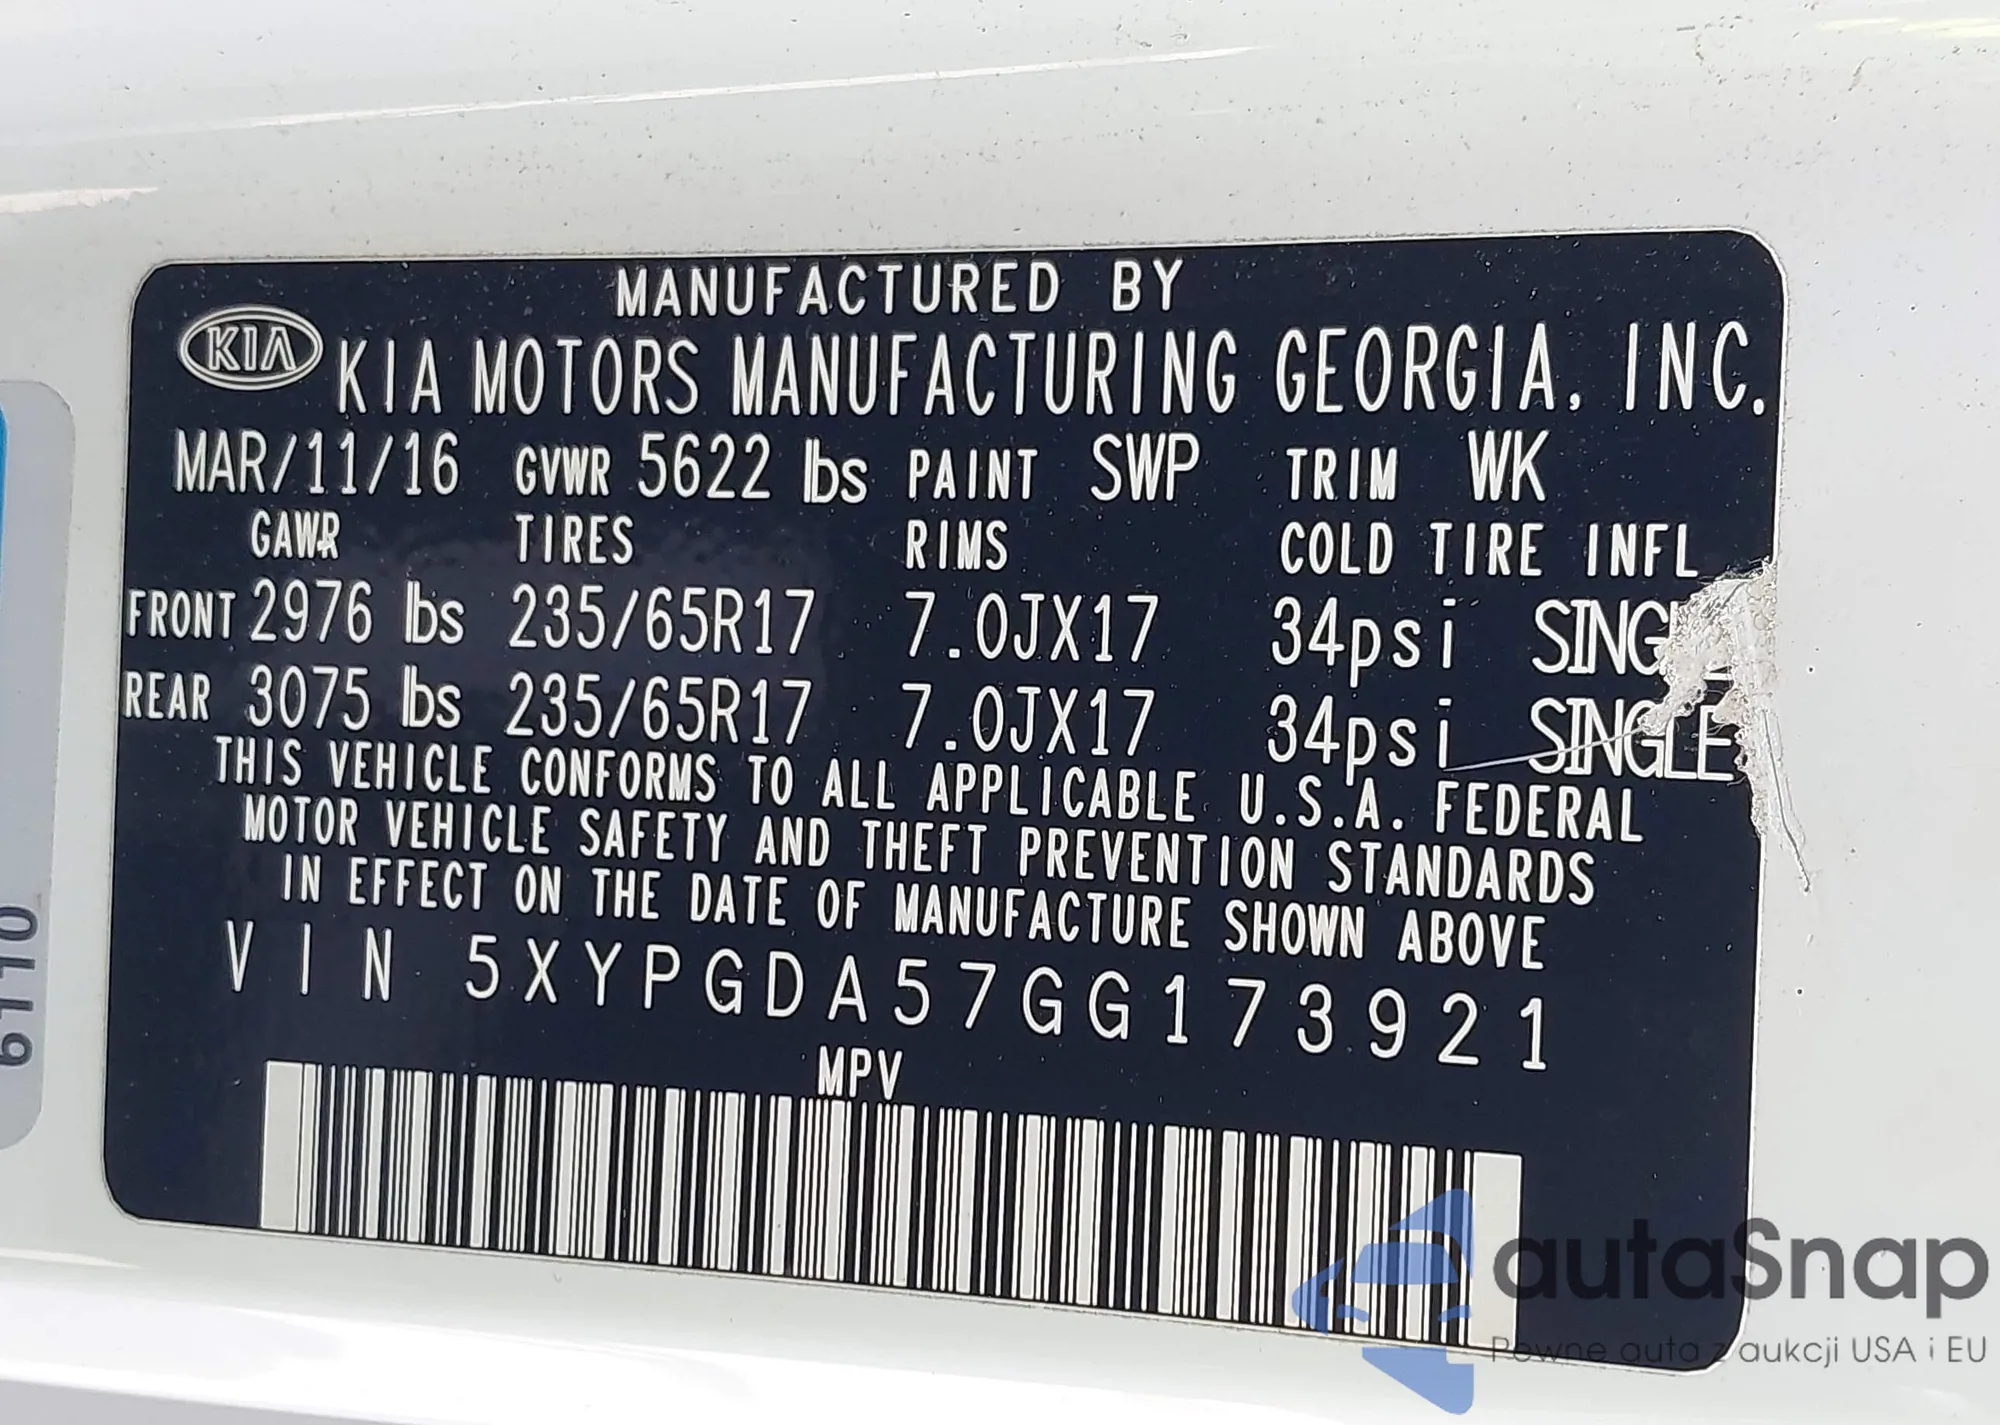 MANUFACTURED BY
KIA KIA MOTORS MANUFACTURING GEORGIA, INC.
MAR/11/16 GVWR 5622 lbs PAINT SWP TRIM WK
GAWR TIRES RIMS COLD TIRE INFL
FRONT 2976 lbs 235/65R17 7.0JX17 34psi SINGLE
REAR 3075 lbs 235/65R17 7.0JX17 34psi SINGLE
THIS VEHICLE CONFORMS TO ALL APPLICABLE U.S.A. FEDERAL
MOTOR VEHICLE SAFETY AND THEFT PREVENTION STANDARDS
IN EFFECT ON THE DATE OF MANUFACTURE SHOWN ABOVE
VIN 5XYPGDA57GG173921
MPV
6110
autaSnap
Pewne auta z aukcji USA i EU